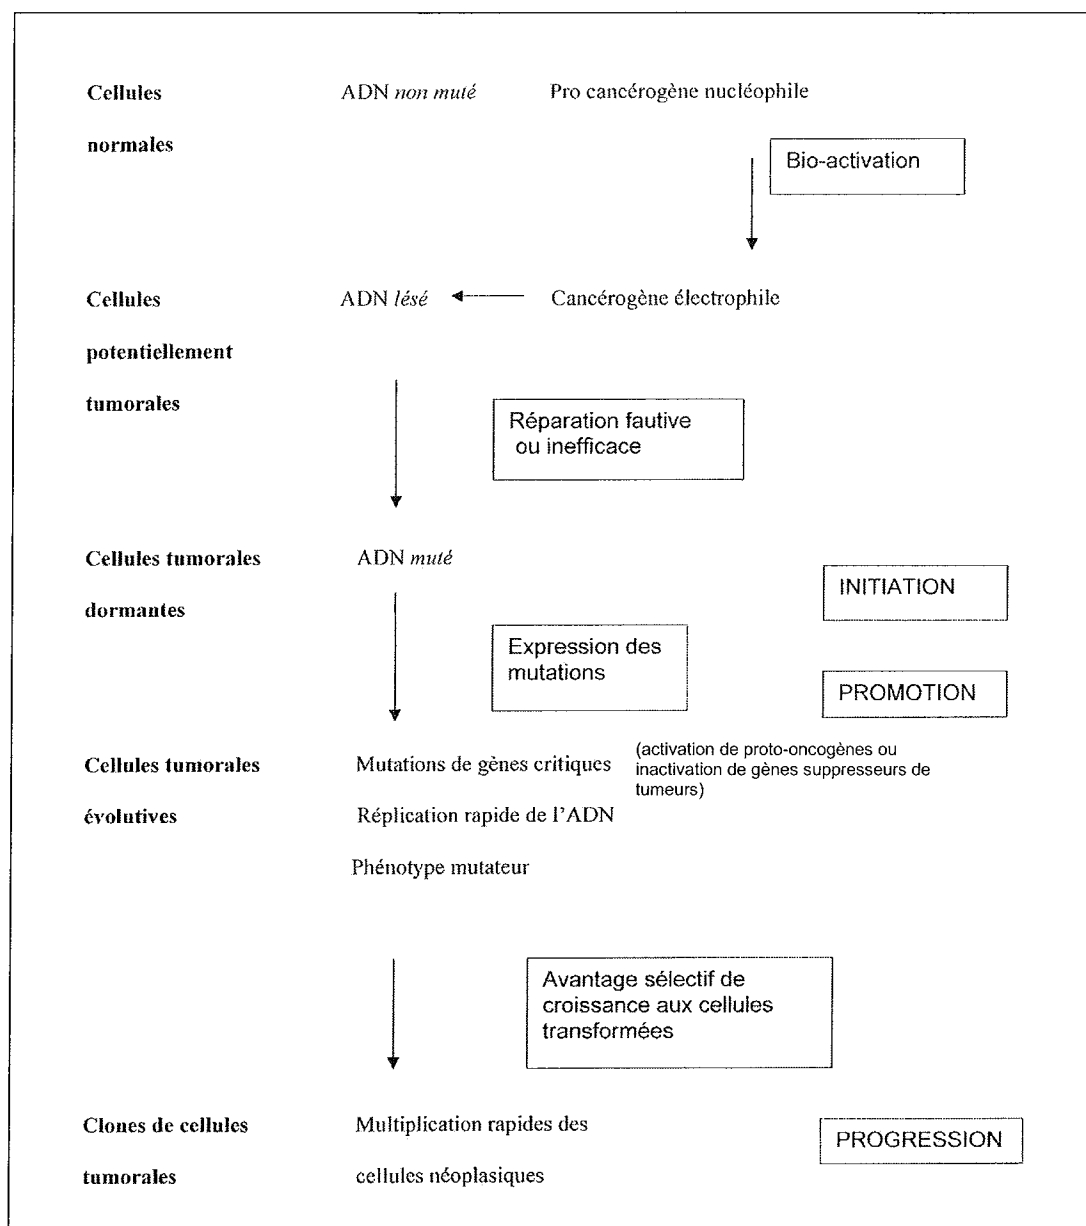 Cellules ADN non muté Pro cancérogène nucléophile
normales
Bio-activation
Cellules ADN lésé Cancérogène électrophile
potentiellement
tumorales
Réparation fautive
ou inefficace
Cellules tumorales ADN muté
dormantes
INITIATION
Expression des
mutations
PROMOTION
Cellules tumorales Mutations de gènes critiques (activation de proto-oncogènes ou
inactivation de gènes suppresseurs de
tumeurs)
évolutives Réplication rapide de l'ADN
Phénotype mutateur
Avantage sélectif de
croissance aux cellules
transformées
Clones de cellules Multiplication rapides des
PROGRESSION
tumorales cellules néoplasiques